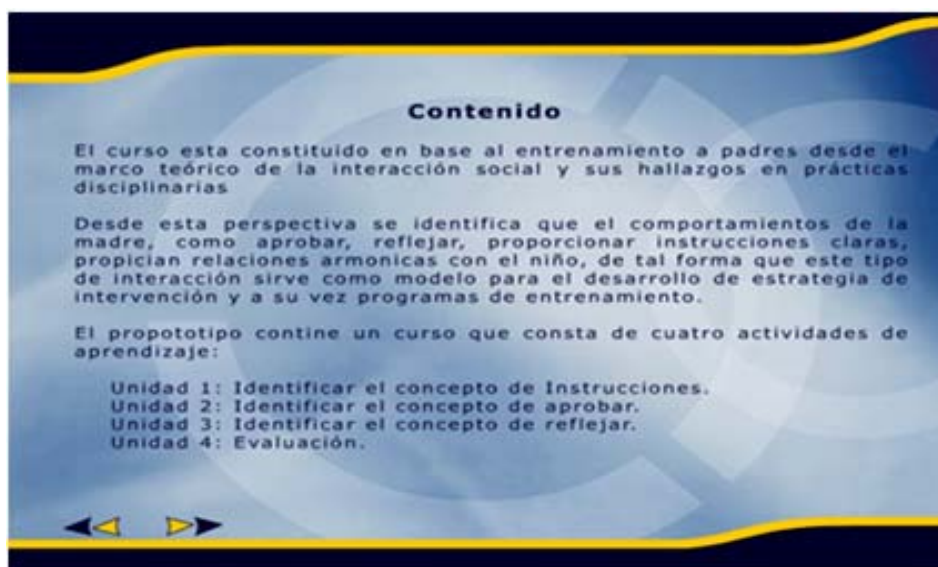 Contenido
El curso esta constituido en base al entrenamiento a padres desde el
marco teórico de la interacción social y sus hallazgos en prácticas
disciplinarias
Desde esta perspectiva se identifica que el comportamientos de la
madre, como aprobar, reflejar, proporcionar instrucciones claras,
propician relaciones armonicas con el niño, de tal forma que este tipo
de interacción sirve como modelo para el desarrollo de estrategia de
intervención y a su vez programas de entrenamiento.
El propototipo contine un curso que consta de cuatro actividades de
aprendizaje:
Unidad 1: Identificar el concepto de Instrucciones.
Unidad 2: Identificar el concepto de aprobar.
Unidad 3: Identificar el concepto de reflejar.
Unidad 4: Evaluación.